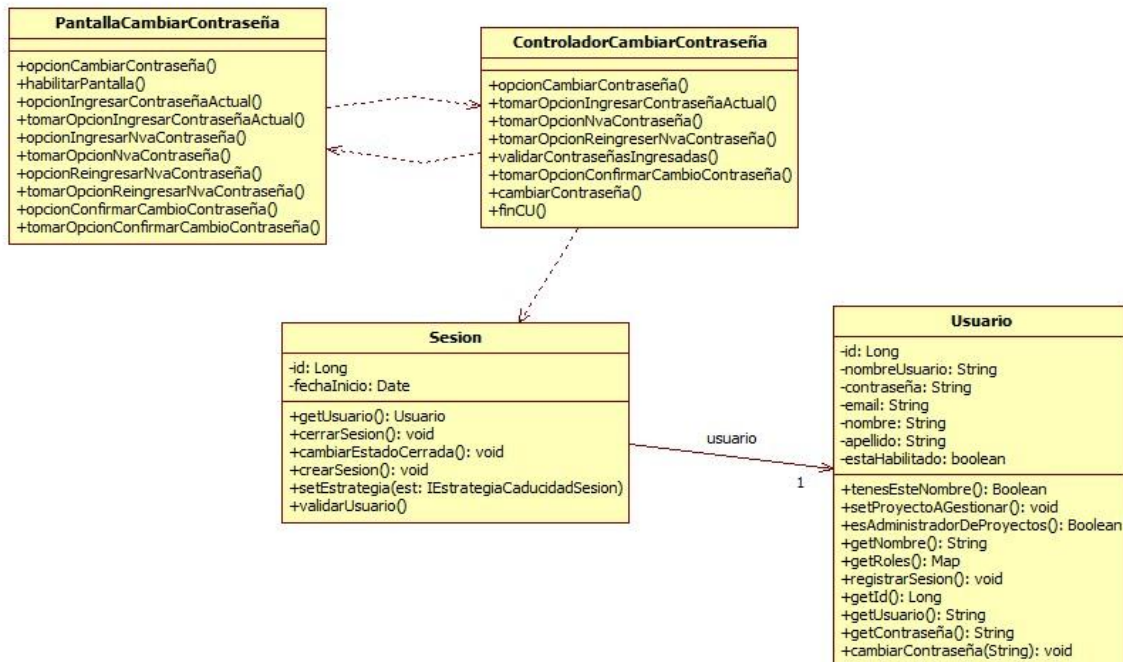 PantallaCambiarContraseña
+opcionCambiarContraseña()
+habilitarPantalla()
+opcionIngresarContraseñaActual()
+tomarOpcionIngresarContraseñaActual()
+opcionIngresarNvaContraseña()
+tomarOpcionNvaContraseña()
+opcionReingresarNvaContraseña()
+tomarOpcionReingresarNvaContraseña()
+opcionConfirmarCambioContraseña()
+tomarOpcionConfirmarCambioContraseña()
ControladorCambiarContraseña
+opcionCambiarContraseña()
+tomarOpcionIngresarContraseñaActual()
+tomarOpcionNvaContraseña()
+tomarOpcionReingreserNvaContraseña()
+validarContraseñasIngresadas()
+tomarOpcionConfirmarCambioContraseña()
+cambiarContraseña()
+finCU()
Sesion
-id: Long
-fechaInicio: Date
+getUsuario(): Usuario
+cerrarSesion(): void
+cambiarEstadoCerrada(): void
+crearSesion(): void
+setEstrategia(est: IEstrategiaCaducidadSesion)
+validarUsuario()
usuario
1
Usuario
-id: Long
-nombreUsuario: String
-contraseña: String
-email: String
-nombre: String
-apellido: String
-estaHabilitado: boolean
+tenesEsteNombre(): Boolean
+setProyectoAGestionar(): void
+esAdministradorDeProyectos(): Boolean
+getNombre(): String
+getRoles(): Map
+registrarSesion(): void
+getId(): Long
+getUsuario(): String
+getContraseña(): String
+cambiarContraseña(String): void